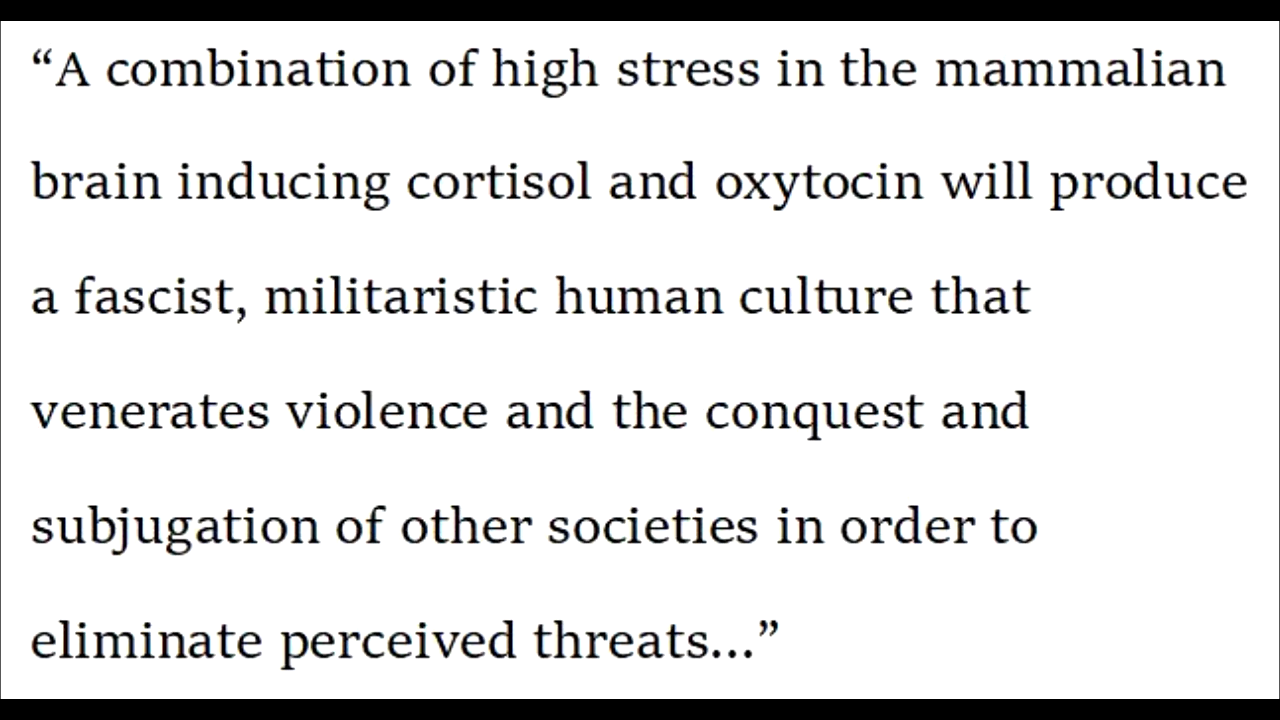 “A combination of high stress in the mammalian
brain inducing cortisol and oxytocin will produce
a fascist, militaristic human culture that
venerates violence and the conquest and
subjugation of other societies in order to
eliminate perceived threats...”